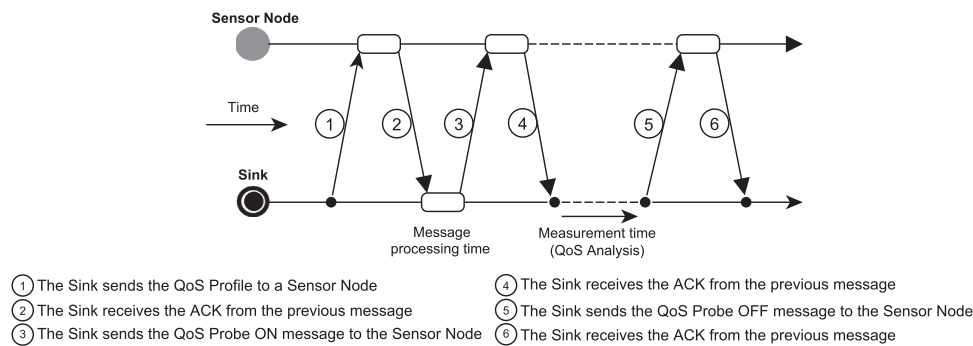 Sensor Node
Time
1
2
3
4
5
6
Sink
Message
processing time
Measurement time
(QoS Analysis)
1 The Sink sends the QoS Profile to a Sensor Node
2 The Sink receives the ACK from the previous message
3 The Sink sends the QoS Probe ON message to the Sensor Node
4 The Sink receives the ACK from the previous message
5 The Sink sends the QoS Probe OFF message to the Sensor Node
6 The Sink receives the ACK from the previous message